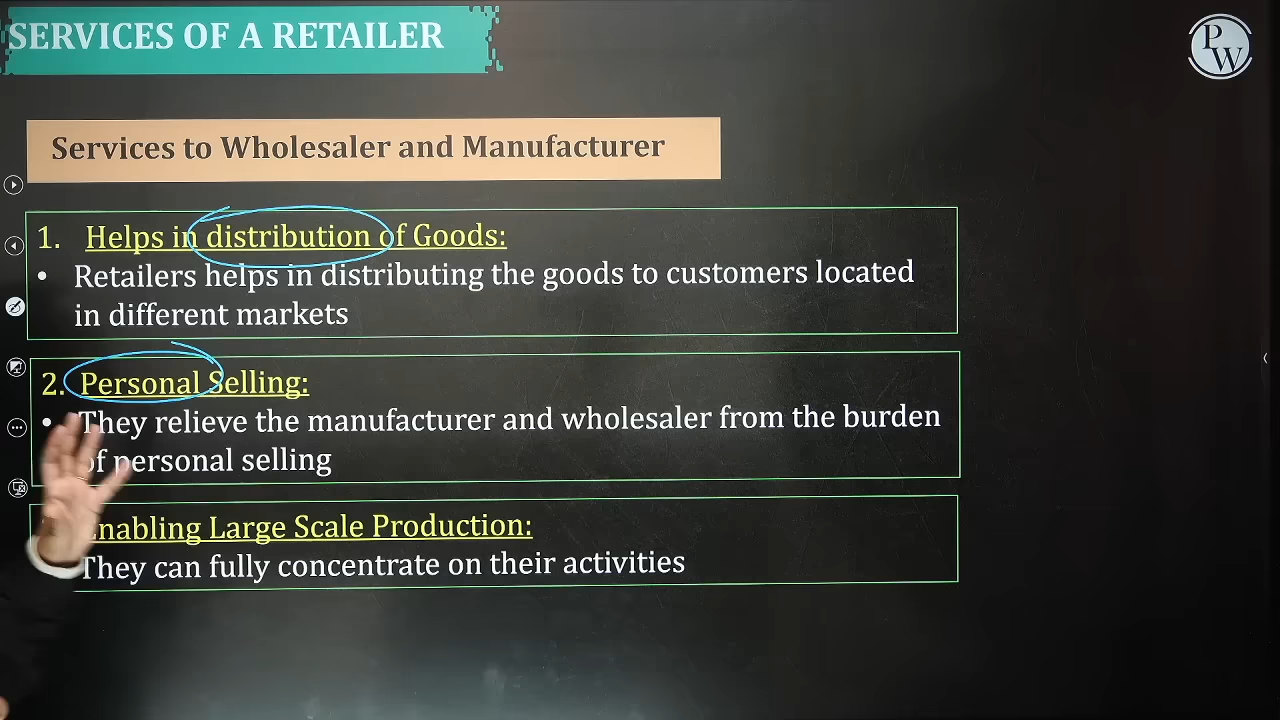 SERVICES OF A RETAILER
PW
Services to Wholesaler and Manufacturer
1. Helps in distribution of Goods:
• Retailers helps in distributing the goods to customers located
in different markets
2. Personal Selling:
• They relieve the manufacturer and wholesaler from the burden
of personal selling
Enabling Large Scale Production:
They can fully concentrate on their activities